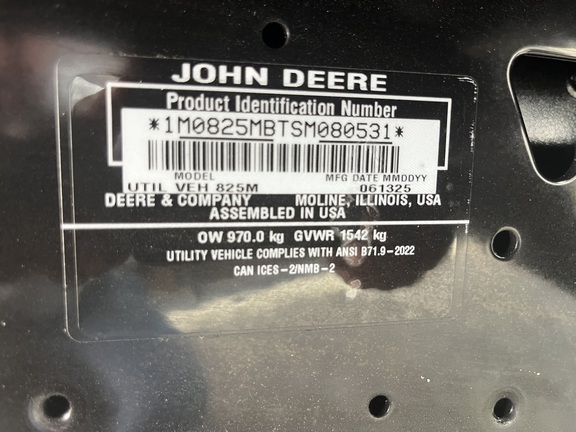 JOHN DEERE
Product Identification Number
*1M0825MBTSM080531*
MODEL MFG DATE MMDDYY
UTIL VEH 825M 061325
DEERE & COMPANY MOLINE, ILLINOIS, USA
ASSEMBLED IN USA
OW 970.0 kg GVWR 1542 kg
UTILITY VEHICLE COMPLIES WITH ANSI B71.9-2022
CAN ICES-2/NMB-2